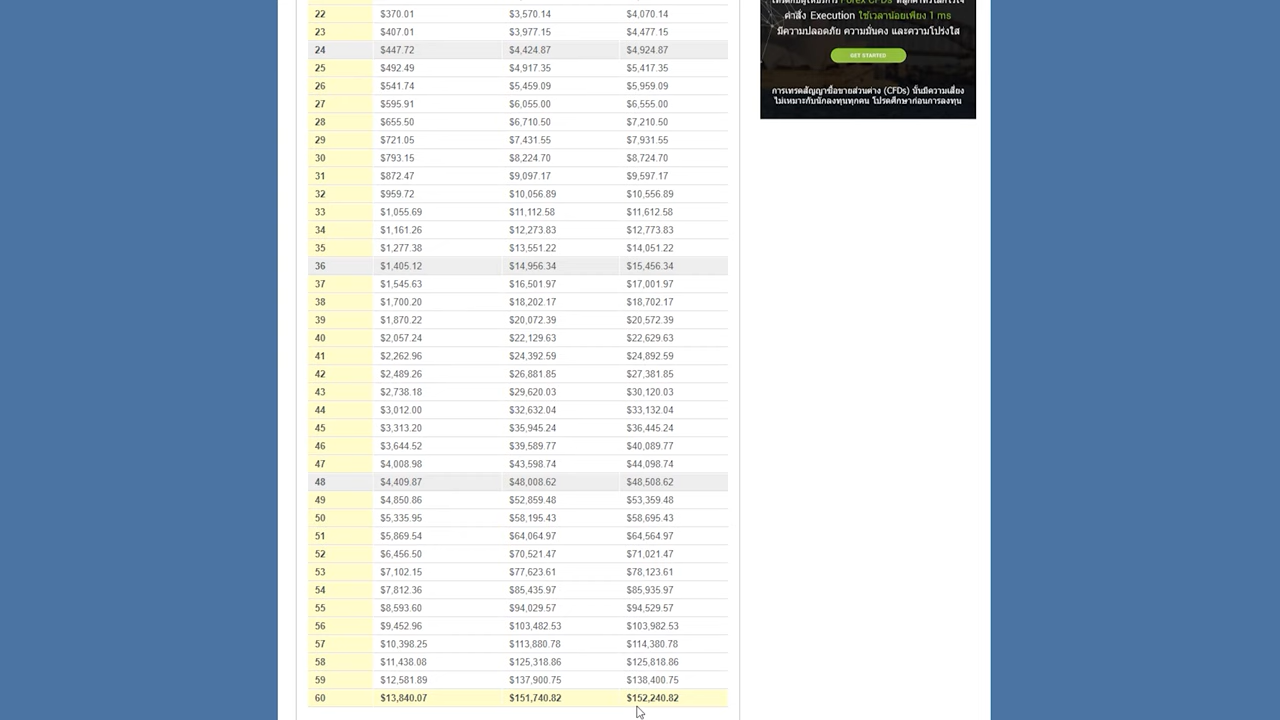 22 $370.01 $3,570.14 $4,070.14
23 $407.01 $3,977.15 $4,477.15
24 $447.72 $4,424.87 $4,924.87
25 $492.49 $4,917.35 $5,417.35
26 $541.74 $5,459.09 $5,959.09
27 $595.91 $6,055.00 $6,555.00
28 $655.50 $6,710.50 $7,210.50
29 $721.05 $7,431.55 $7,931.55
30 $793.15 $8,224.70 $8,724.70
31 $872.47 $9,097.17 $9,597.17
32 $959.72 $10,056.89 $10,556.89
33 $1,055.69 $11,112.58 $11,612.58
34 $1,161.26 $12,273.83 $12,773.83
35 $1,277.38 $13,551.22 $14,051.22
36 $1,405.12 $14,956.34 $15,456.34
37 $1,545.63 $16,501.97 $17,001.97
38 $1,700.20 $18,202.17 $18,702.17
39 $1,870.22 $20,072.39 $20,572.39
40 $2,057.24 $22,129.63 $22,629.63
41 $2,262.96 $24,392.59 $24,892.59
42 $2,489.26 $26,881.85 $27,381.85
43 $2,738.18 $29,620.03 $30,120.03
44 $3,012.00 $32,632.04 $33,132.04
45 $3,313.20 $35,945.24 $36,445.24
46 $3,644.52 $39,589.77 $40,089.77
47 $4,008.98 $43,598.74 $44,098.74
48 $4,409.87 $48,008.62 $48,508.62
49 $4,850.86 $52,859.48 $53,359.48
50 $5,335.95 $58,195.43 $58,695.43
51 $5,869.54 $64,064.97 $64,564.97
52 $6,456.50 $70,521.47 $71,021.47
53 $7,102.15 $77,623.61 $78,123.61
54 $7,812.36 $85,435.97 $85,935.97
55 $8,593.60 $94,029.57 $94,529.57
56 $9,452.96 $103,482.53 $103,982.53
57 $10,398.25 $113,880.78 $114,380.78
58 $11,438.08 $125,318.86 $125,818.86
59 $12,581.89 $137,900.75 $138,400.75
60 $13,840.07 $151,740.82 $152,240.82
คำสั่ง Execution ใช้เวลาน้อยเพียง 1 ms
มีความปลอดภัย ความมั่นคง และความโปร่งใส
GET STARTED
การเทรดสัญญาซื้อขายส่วนต่าง (CFDs) นั้นมีความเสี่ยง
ไม่เหมาะกับนักลงทุนทุกคน โปรดศึกษาก่อนการลงทุน